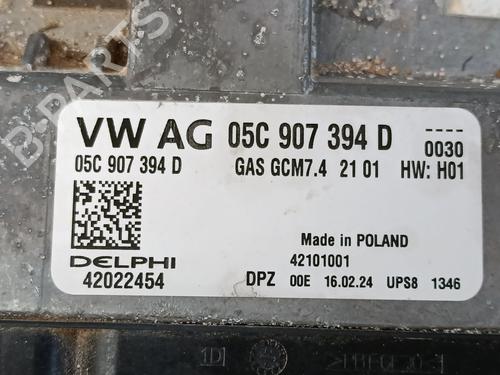 VW AG 05C 907 394 D
----
0030
05C 907 394 D GAS GCM7.4 21 01 HW: H01
Made in POLAND
DELPHI
42101001
42022454
DPZ 00E 16.02.24 UPS8 1346